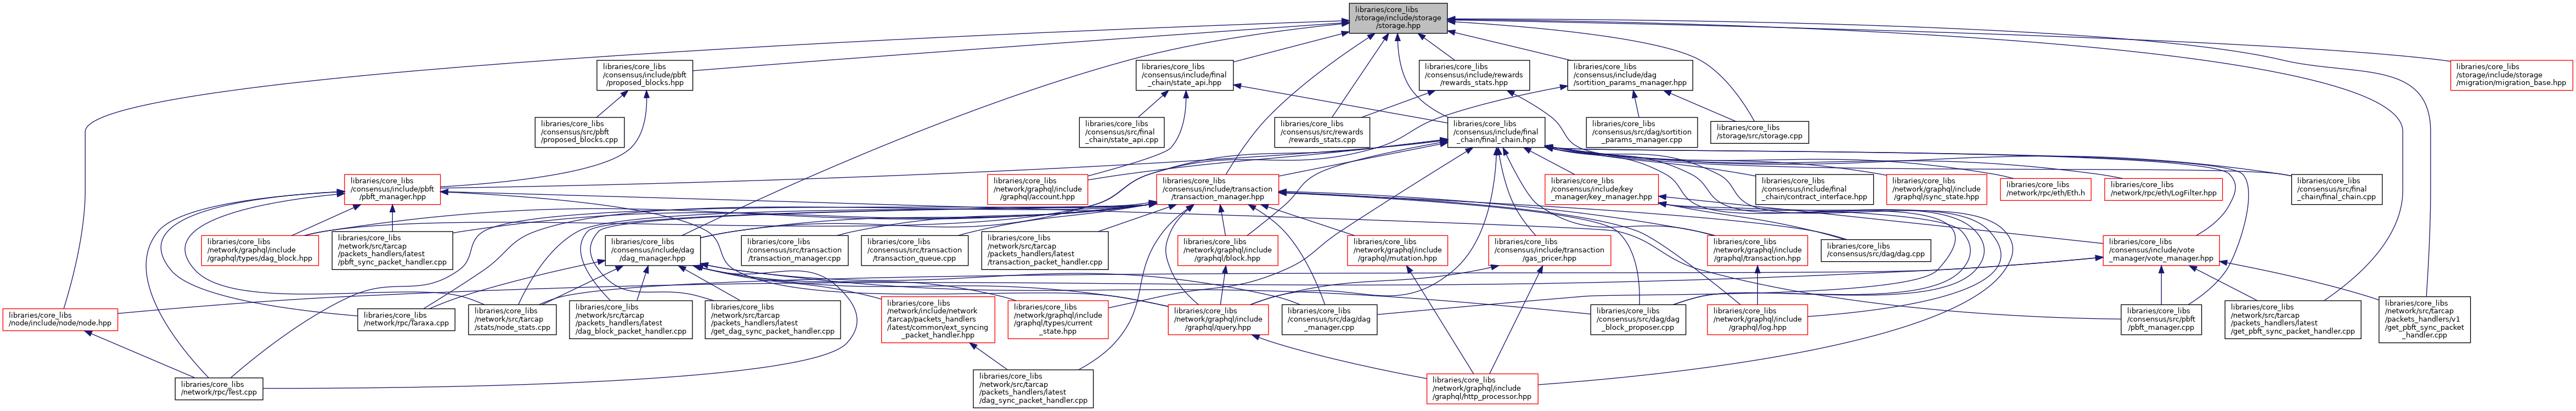 libraries/core_libs
/storage/include/storage
/storage.hpp
libraries/core_libs
/consensus/include/pbft
/proposed_blocks.hpp
libraries/core_libs
/consensus/include/final
_chain/state_api.hpp
libraries/core_libs
/consensus/include/rewards
/rewards_stats.hpp
libraries/core_libs
/consensus/include/dag
/sortition_params_manager.hpp
libraries/core_libs
/storage/include/storage
/migration/migration_base.hpp
libraries/core_libs
/consensus/src/pbft
/proposed_blocks.cpp
libraries/core_libs
/consensus/src/final
_chain/state_api.cpp
libraries/core_libs
/consensus/src/rewards
/rewards_stats.cpp
libraries/core_libs
/consensus/include/final
_chain/final_chain.hpp
libraries/core_libs
/consensus/src/dag/sortition
_params_manager.cpp
libraries/core_libs
/storage/src/storage.cpp
libraries/core_libs
/consensus/include/pbft
/pbft_manager.hpp
libraries/core_libs
/network/graphql/include
/graphql/account.hpp
libraries/core_libs
/consensus/include/transaction
/transaction_manager.hpp
libraries/core_libs
/consensus/include/key
_manager/key_manager.hpp
libraries/core_libs
/consensus/include/final
_chain/contract_interface.hpp
libraries/core_libs
/network/graphql/include
/graphql/sync_state.hpp
libraries/core_libs
/network/rpc/eth/Eth.h
libraries/core_libs
/network/rpc/eth/LogFilter.hpp
libraries/core_libs
/consensus/src/final
_chain/final_chain.cpp
libraries/core_libs
/network/graphql/include
/graphql/types/dag_block.hpp
libraries/core_libs
/network/src/tarcap
/packets_handlers/latest
/pbft_sync_packet_handler.cpp
libraries/core_libs
/consensus/include/dag
/dag_manager.hpp
libraries/core_libs
/consensus/src/transaction
/transaction_manager.cpp
libraries/core_libs
/consensus/src/transaction
/transaction_queue.cpp
libraries/core_libs
/network/src/tarcap
/packets_handlers/latest
/transaction_packet_handler.cpp
libraries/core_libs
/network/graphql/include
/graphql/block.hpp
libraries/core_libs
/network/graphql/include
/graphql/mutation.hpp
libraries/core_libs
/consensus/include/transaction
/gas_pricer.hpp
libraries/core_libs
/network/graphql/include
/graphql/transaction.hpp
libraries/core_libs
/consensus/src/dag/dag.cpp
libraries/core_libs
/consensus/include/vote
_manager/vote_manager.hpp
libraries/core_libs
/node/include/node/node.hpp
libraries/core_libs
/network/rpc/Taraxa.cpp
libraries/core_libs
/network/src/tarcap
/stats/node_stats.cpp
libraries/core_libs
/network/src/tarcap
/packets_handlers/latest
/dag_block_packet_handler.cpp
libraries/core_libs
/network/src/tarcap
/packets_handlers/latest
/get_dag_sync_packet_handler.cpp
libraries/core_libs
/network/include/network
/tarcap/packets_handlers
/latest/common/ext_syncing
_packet_handler.hpp
libraries/core_libs
/network/graphql/include
/graphql/types/current
_state.hpp
libraries/core_libs
/network/graphql/include
/graphql/query.hpp
libraries/core_libs
/consensus/src/dag/dag
_manager.cpp
libraries/core_libs
/consensus/src/dag/dag
_block_proposer.cpp
libraries/core_libs
/network/graphql/include
/graphql/log.hpp
libraries/core_libs
/consensus/src/pbft
/pbft_manager.cpp
libraries/core_libs
/network/src/tarcap
/packets_handlers/latest
/get_pbft_sync_packet_handler.cpp
libraries/core_libs
/network/src/tarcap
/packets_handlers/v1
/get_pbft_sync_packet
_handler.cpp
libraries/core_libs
/network/rpc/Test.cpp
libraries/core_libs
/network/src/tarcap
/packets_handlers/latest
/dag_sync_packet_handler.cpp
libraries/core_libs
/network/graphql/include
/graphql/http_processor.hpp